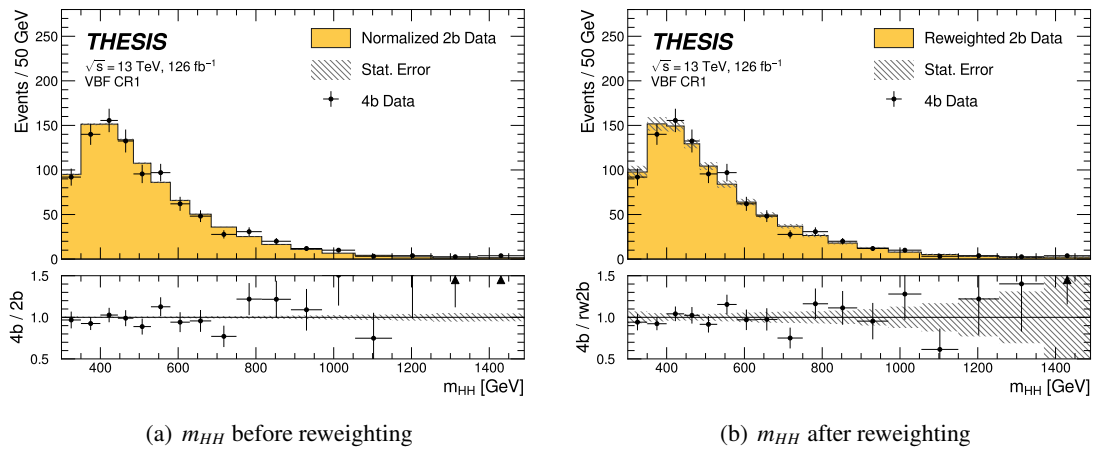 Events / 50 GeV
250
200
150
100
50
0
THESIS
√s = 13 TeV, 126 fb⁻¹
VBF CR1
Normalized 2b Data
Stat. Error
4b Data
4b / 2b
1.5
1.0
0.5
400 600 800 1000 1200 1400
m_HH [GeV]
(a) m_HH before reweighting
Events / 50 GeV
250
200
150
100
50
0
THESIS
√s = 13 TeV, 126 fb⁻¹
VBF CR1
Reweighted 2b Data
Stat. Error
4b Data
4b / rw2b
1.5
1.0
0.5
400 600 800 1000 1200 1400
m_HH [GeV]
(b) m_HH after reweighting